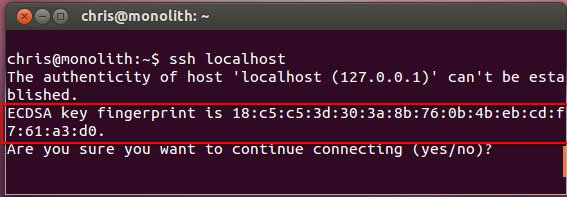 chris@monolith: ~
chris@monolith:~$ ssh localhost
The authenticity of host 'localhost (127.0.0.1)' can't be esta
blished.
ECDSA key fingerprint is 18:c5:c5:3d:30:3a:8b:76:0b:4b:eb:cd:f
7:61:a3:d0.
Are you sure you want to continue connecting (yes/no)?